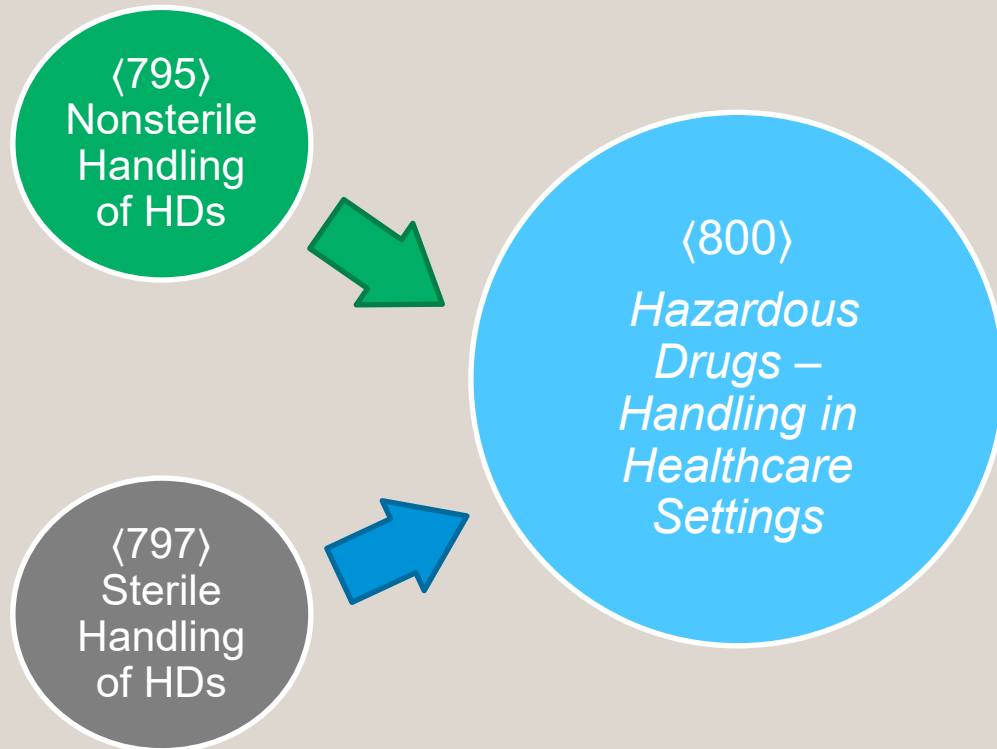 ⟨795⟩
Nonsterile
Handling
of HDs
⟨800⟩
Hazardous
Drugs –
Handling in
Healthcare
Settings
⟨797⟩
Sterile
Handling
of HDs